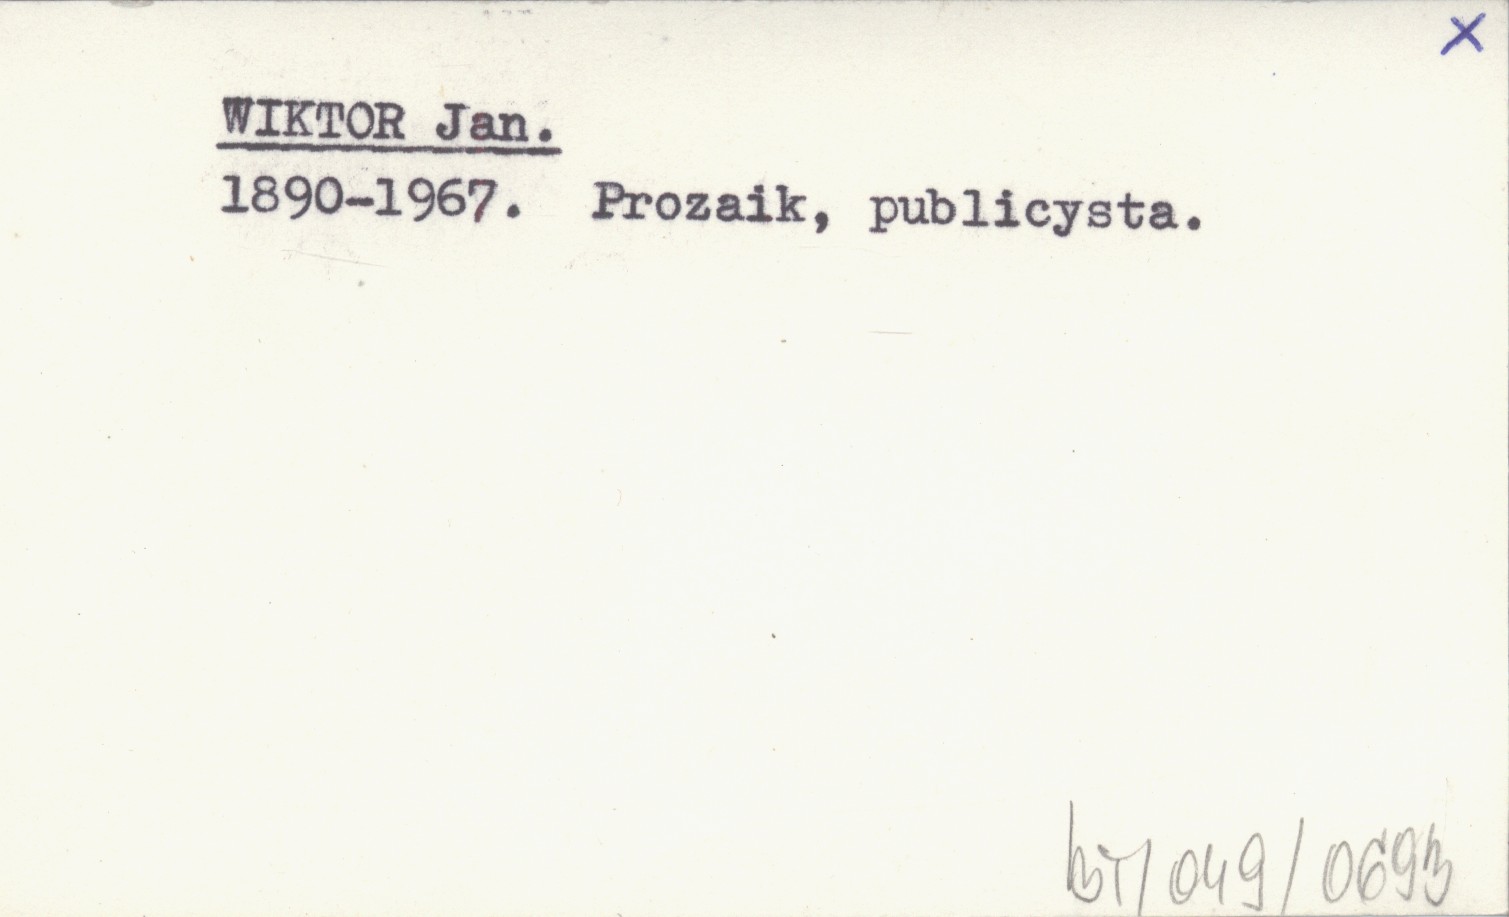 X
WIKTOR Jan.
1890-1967. Prozaik, publicysta.
BT/049/0693